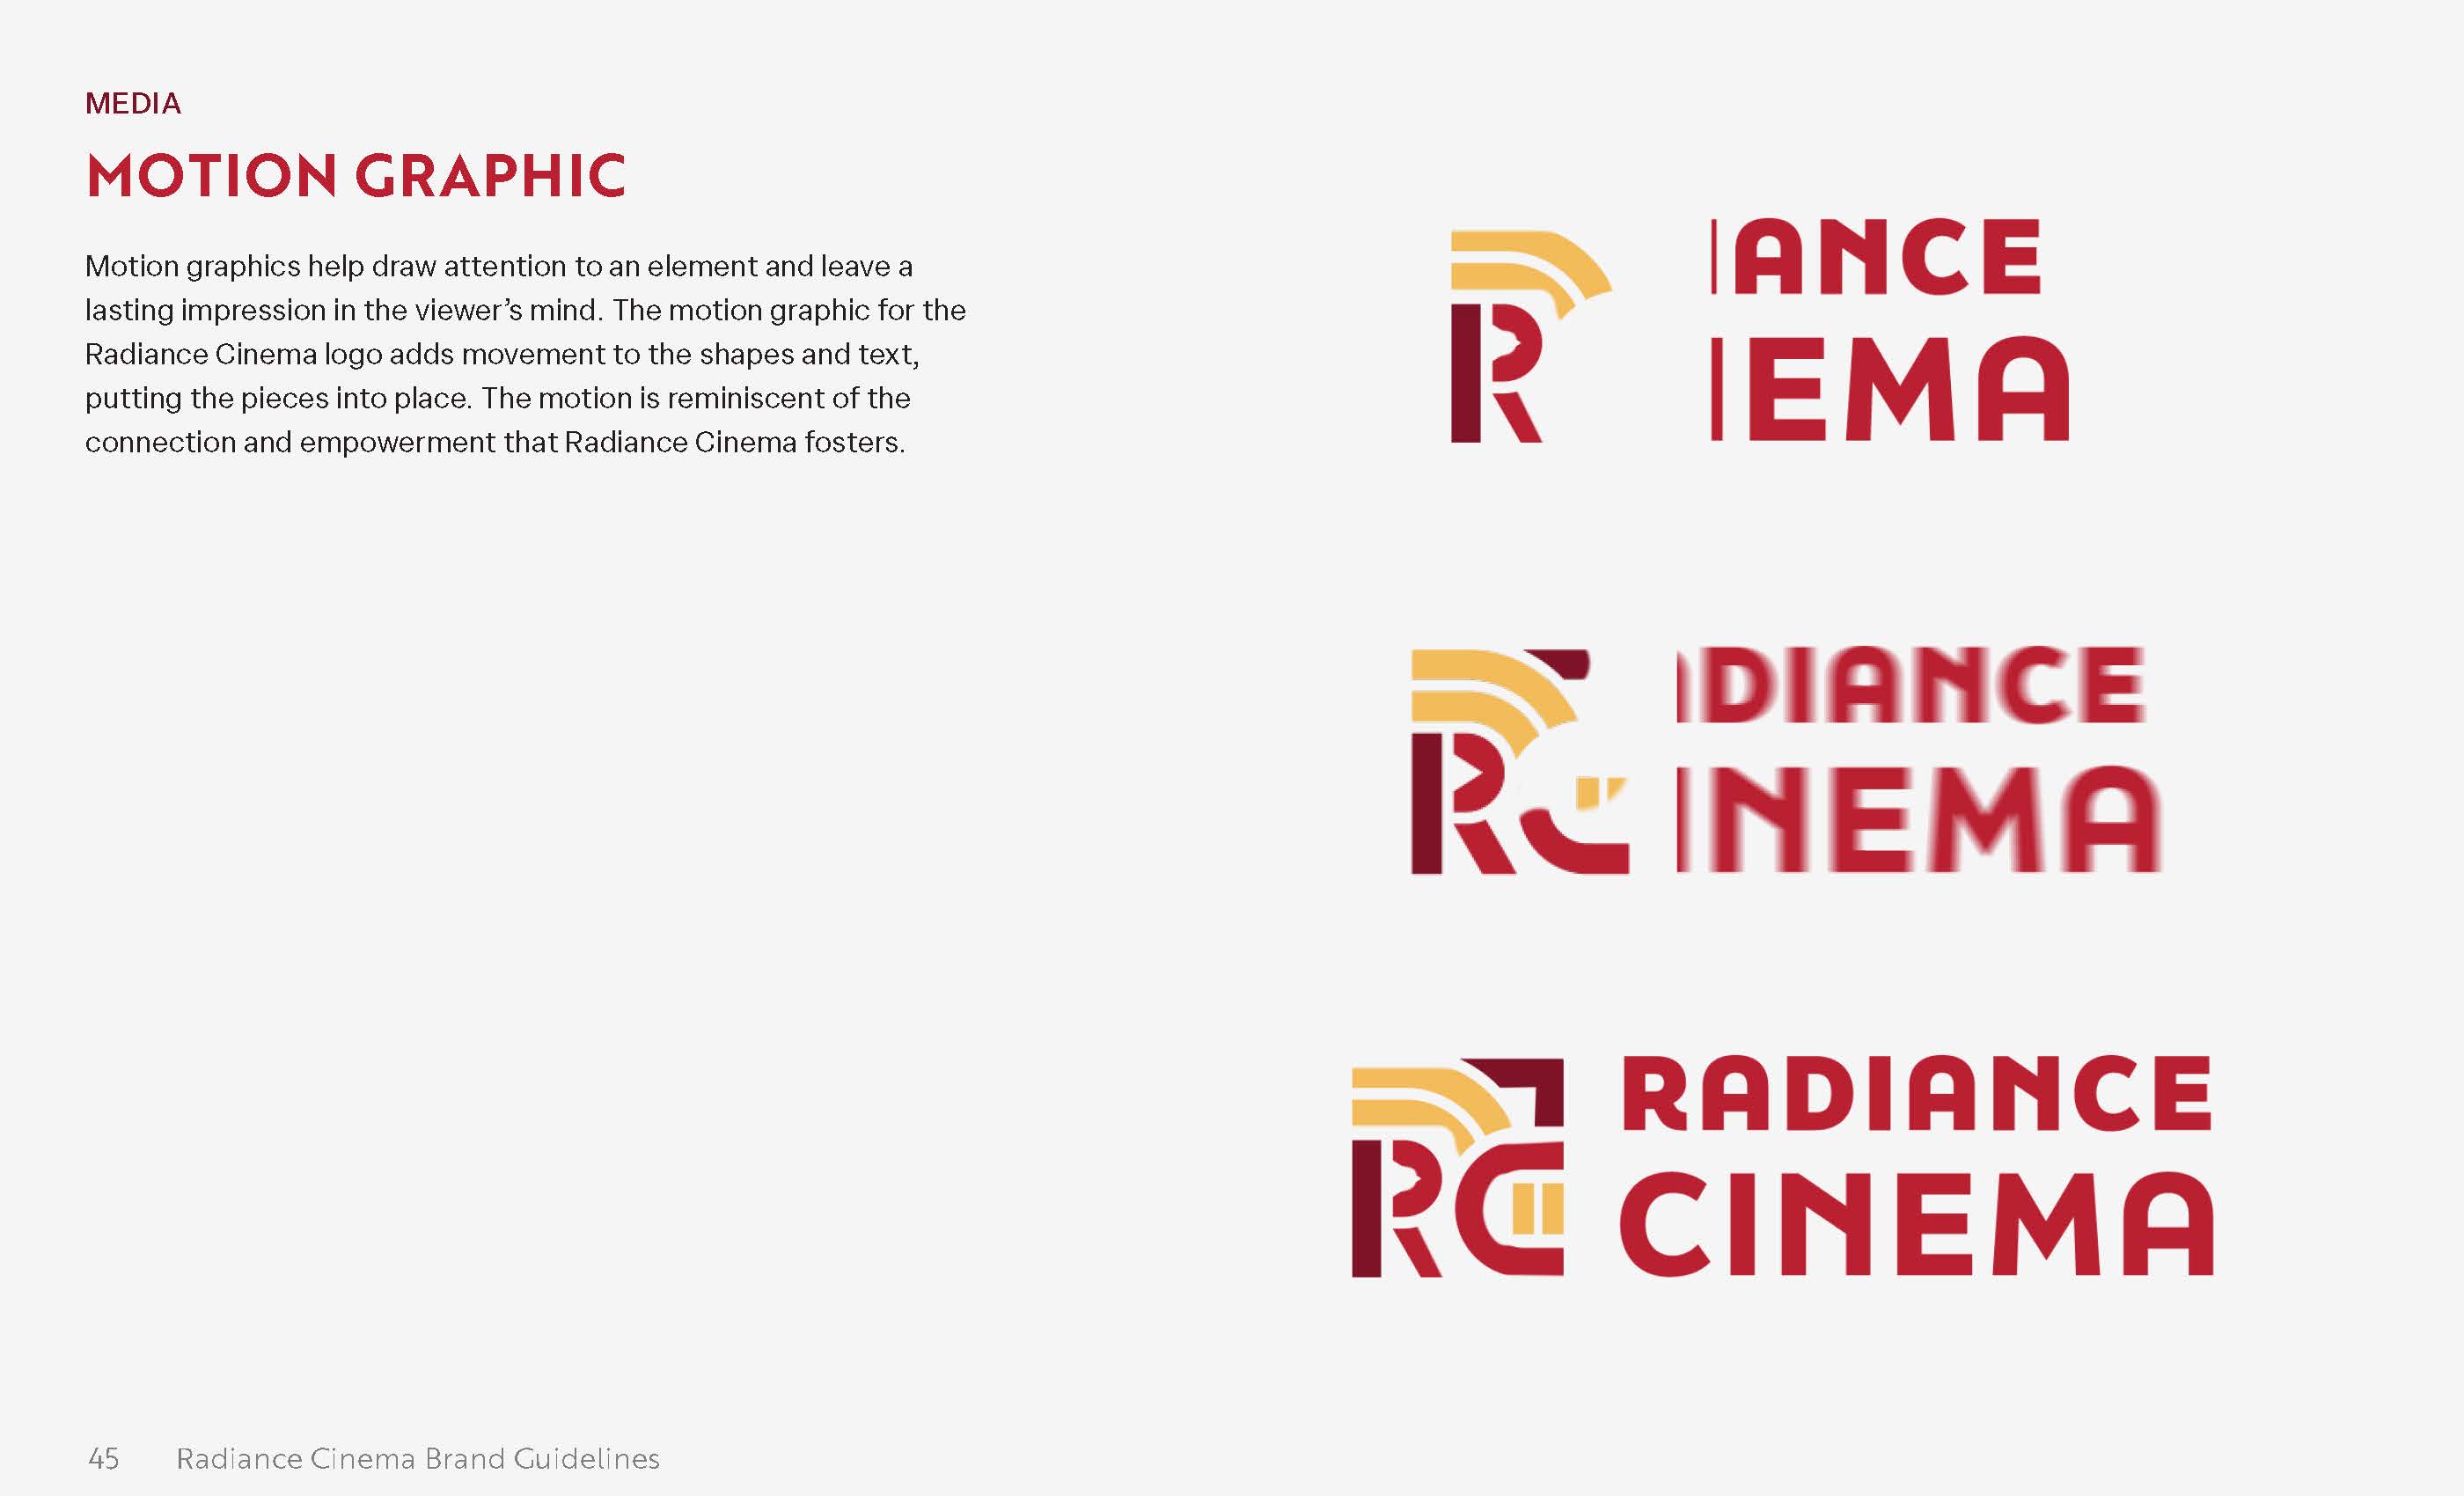 MEDIA
MOTION GRAPHIC
Motion graphics help draw attention to an element and leave a
lasting impression in the viewer’s mind. The motion graphic for the
Radiance Cinema logo adds movement to the shapes and text,
putting the pieces into place. The motion is reminiscent of the
connection and empowerment that Radiance Cinema fosters.
R
IANCE
IEMA
RC
DIANCE
INEMA
RC
RADIANCE
CINEMA
45 Radiance Cinema Brand Guidelines